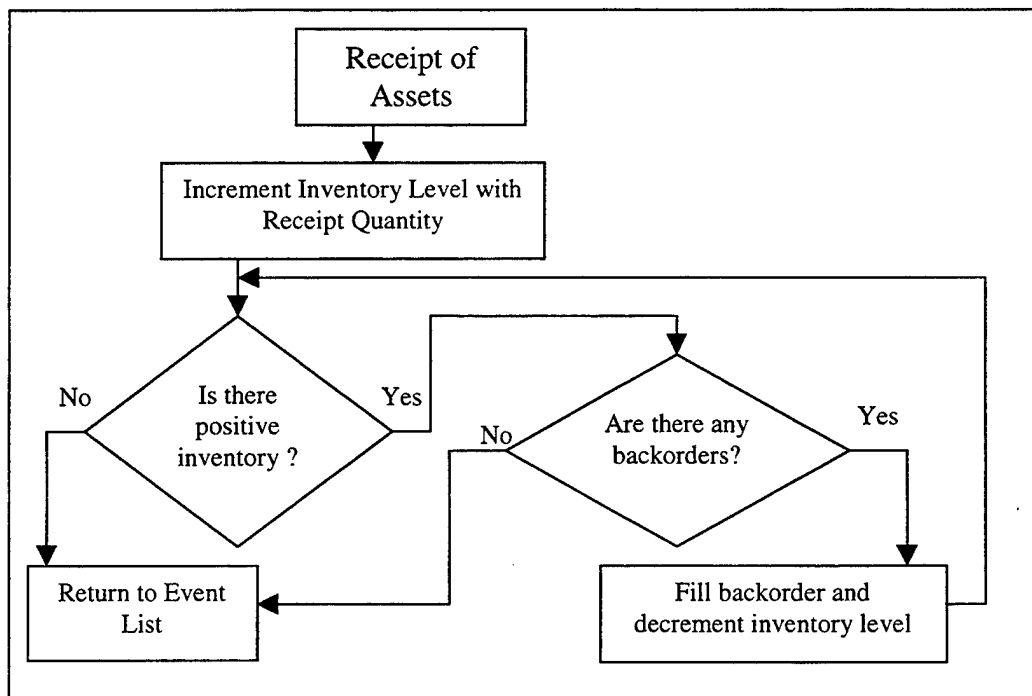 Receipt of
Assets
Increment Inventory Level with
Receipt Quantity
No
Is there
positive
inventory ?
Yes
No
Are there any
backorders?
Yes
Return to Event
List
Fill backorder and
decrement inventory level